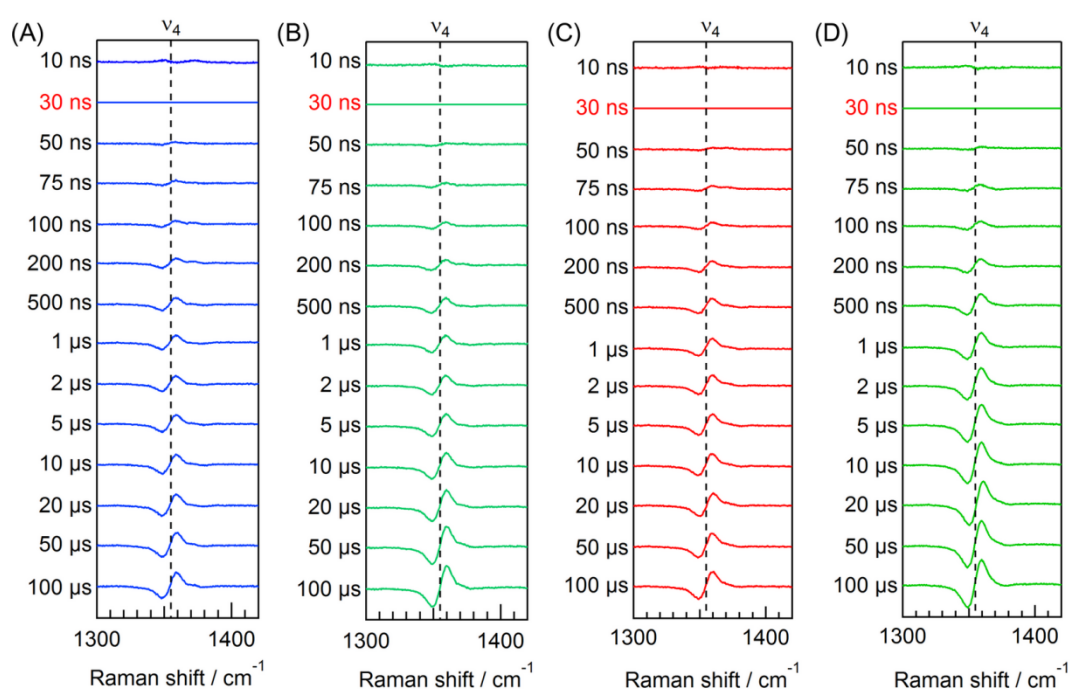 (A)
ν4
10 ns
30 ns
50 ns
75 ns
100 ns
200 ns
500 ns
1 μs
2 μs
5 μs
10 μs
20 μs
50 μs
100 μs
1300 1400
Raman shift / cm-1
(B)
ν4
10 ns
30 ns
50 ns
75 ns
100 ns
200 ns
500 ns
1 μs
2 μs
5 μs
10 μs
20 μs
50 μs
100 μs
1300 1400
Raman shift / cm-1
(C)
ν4
10 ns
30 ns
50 ns
75 ns
100 ns
200 ns
500 ns
1 μs
2 μs
5 μs
10 μs
20 μs
50 μs
100 μs
1300 1400
Raman shift / cm-1
(D)
ν4
10 ns
30 ns
50 ns
75 ns
100 ns
200 ns
500 ns
1 μs
2 μs
5 μs
10 μs
20 μs
50 μs
100 μs
1300 1400
Raman shift / cm-1